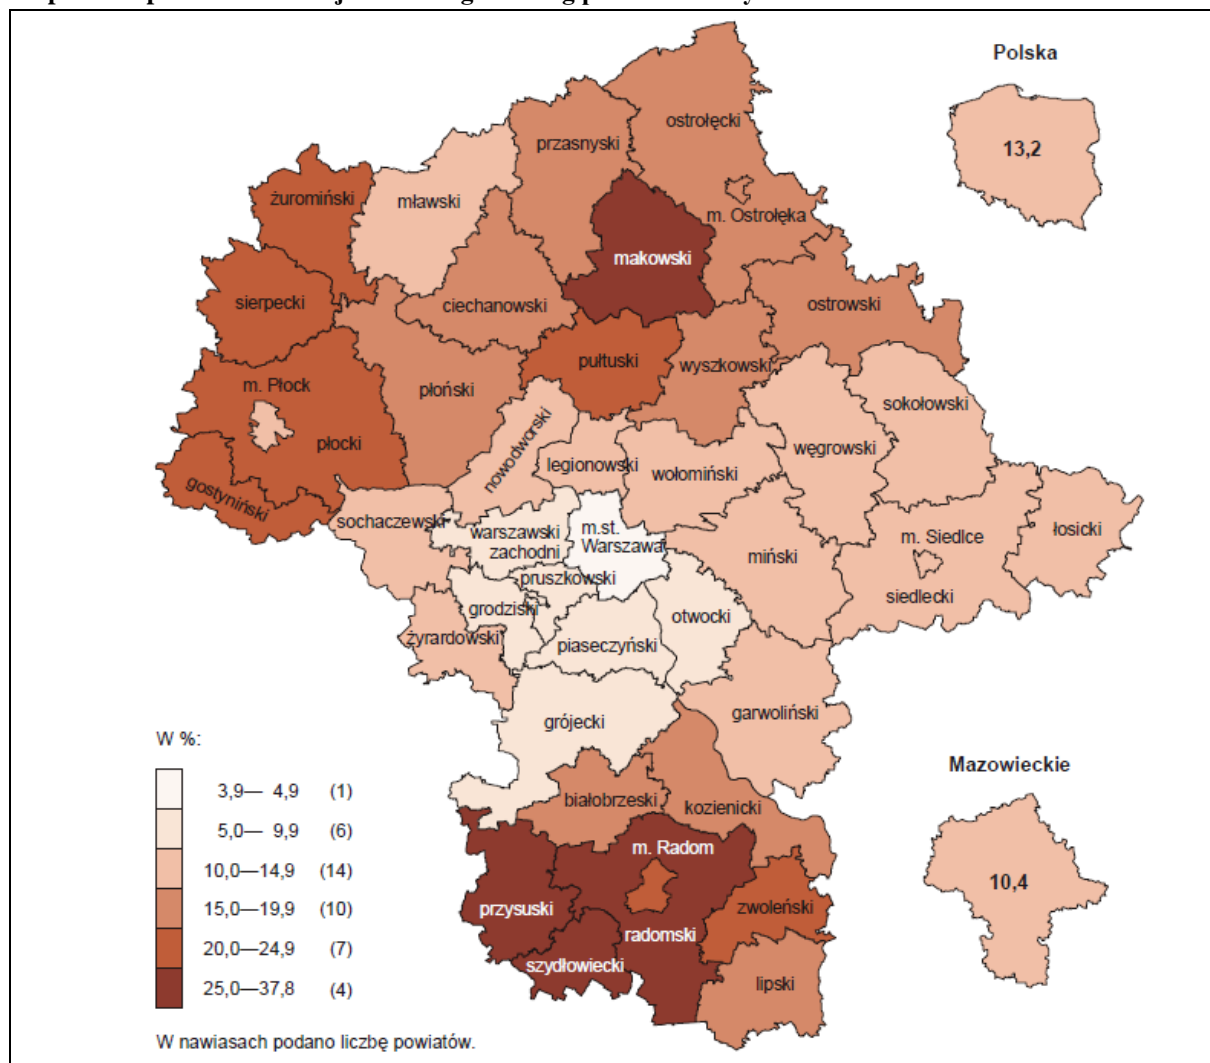 Polska
13,2
ostrołęcki
przasnyski
żuromiński
mławski
m. Ostrołęka
makowski
sierpecki
ciechanowski
ostrowski
pułtuski
wyszkowski
m. Płock
płoński
sokołowski
płocki
nowodworski
legionowski
wołomiński
węgrowski
gostyniński
sochaczewski
warszawski
zachodni
m.st.
Warszawa
miński
m. Siedlce
łosicki
pruszkowski
siedlecki
grodziski
otwocki
żyrardowski
piaseczyński
grójecki
garwoliński
W %:
3,9— 4,9 (1)
5,0— 9,9 (6)
10,0—14,9 (14)
15,0—19,9 (10)
20,0—24,9 (7)
25,0—37,8 (4)
W nawiasach podano liczbę powiatów.
białobrzeski
kozienicki
m. Radom
przysuski
zwoleński
radomski
szydłowiecki
lipski
Mazowieckie
10,4